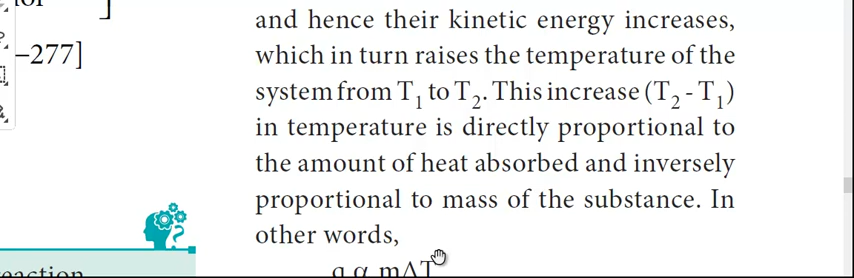 –277]
and hence their kinetic energy increases,
which in turn raises the temperature of the
system from T₁ to T₂. This increase (T₂ - T₁)
in temperature is directly proportional to
the amount of heat absorbed and inversely
proportional to mass of the substance. In
other words,
q α mΔT